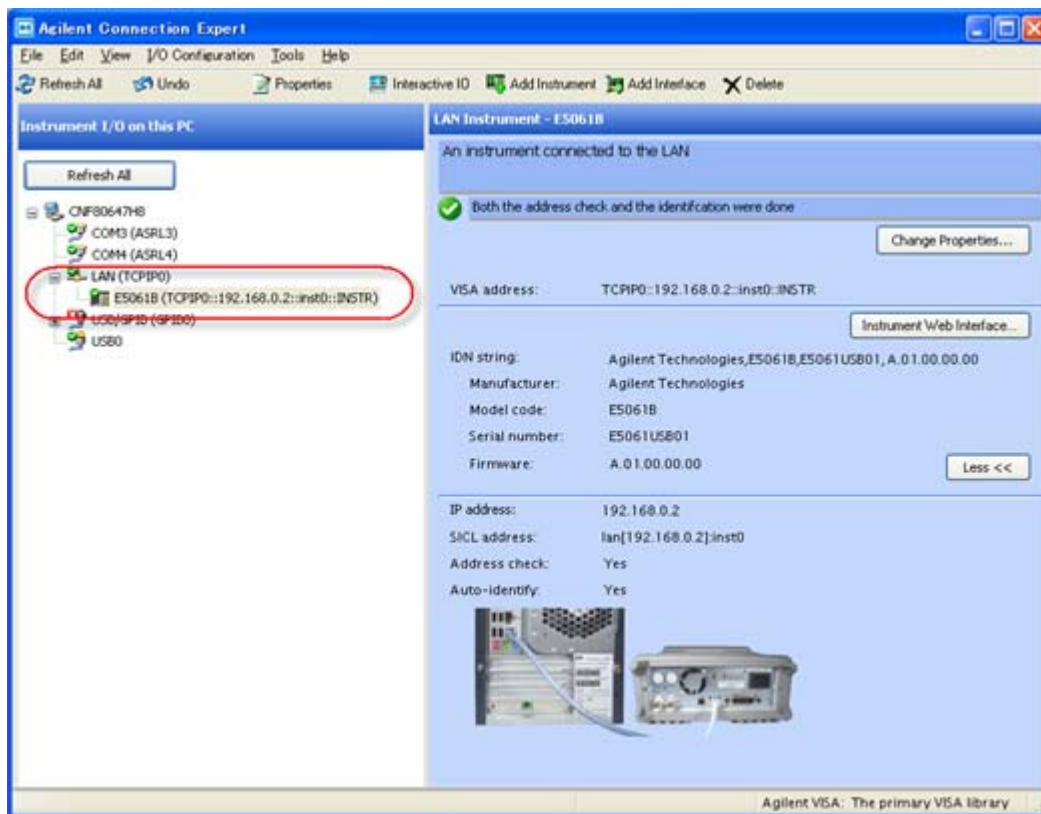 Agilent Connection Expert
File Edit View I/O Configuration Tools Help
Refresh All Undo Properties Interactive IO Add Instrument Add Interface Delete
Instrument I/O on this PC
Refresh All
CNF80647H8
COM3 (ASRL3)
COM4 (ASRL4)
LAN (TCPIP0)
E5061B (TCPIP0::192.168.0.2::inst0::INSTR)
USB/GPIB (GPIB0)
USB0
LAN Instrument - E5061B
An instrument connected to the LAN
Both the address check and the identifcation were done
Change Properties...
VISA address: TCPIP0::192.168.0.2::inst0::INSTR
Instrument Web Interface...
IDN string: Agilent Technologies,E5061B,E5061USB01, A.01.00.00.00
Manufacturer: Agilent Technologies
Model code: E5061B
Serial number: E5061USB01
Firmware: A.01.00.00.00
Less <<
IP address: 192.168.0.2
SICL address: lan[192.168.0.2]:inst0
Address check: Yes
Auto-identify: Yes
Agilent VISA: The primary VISA library